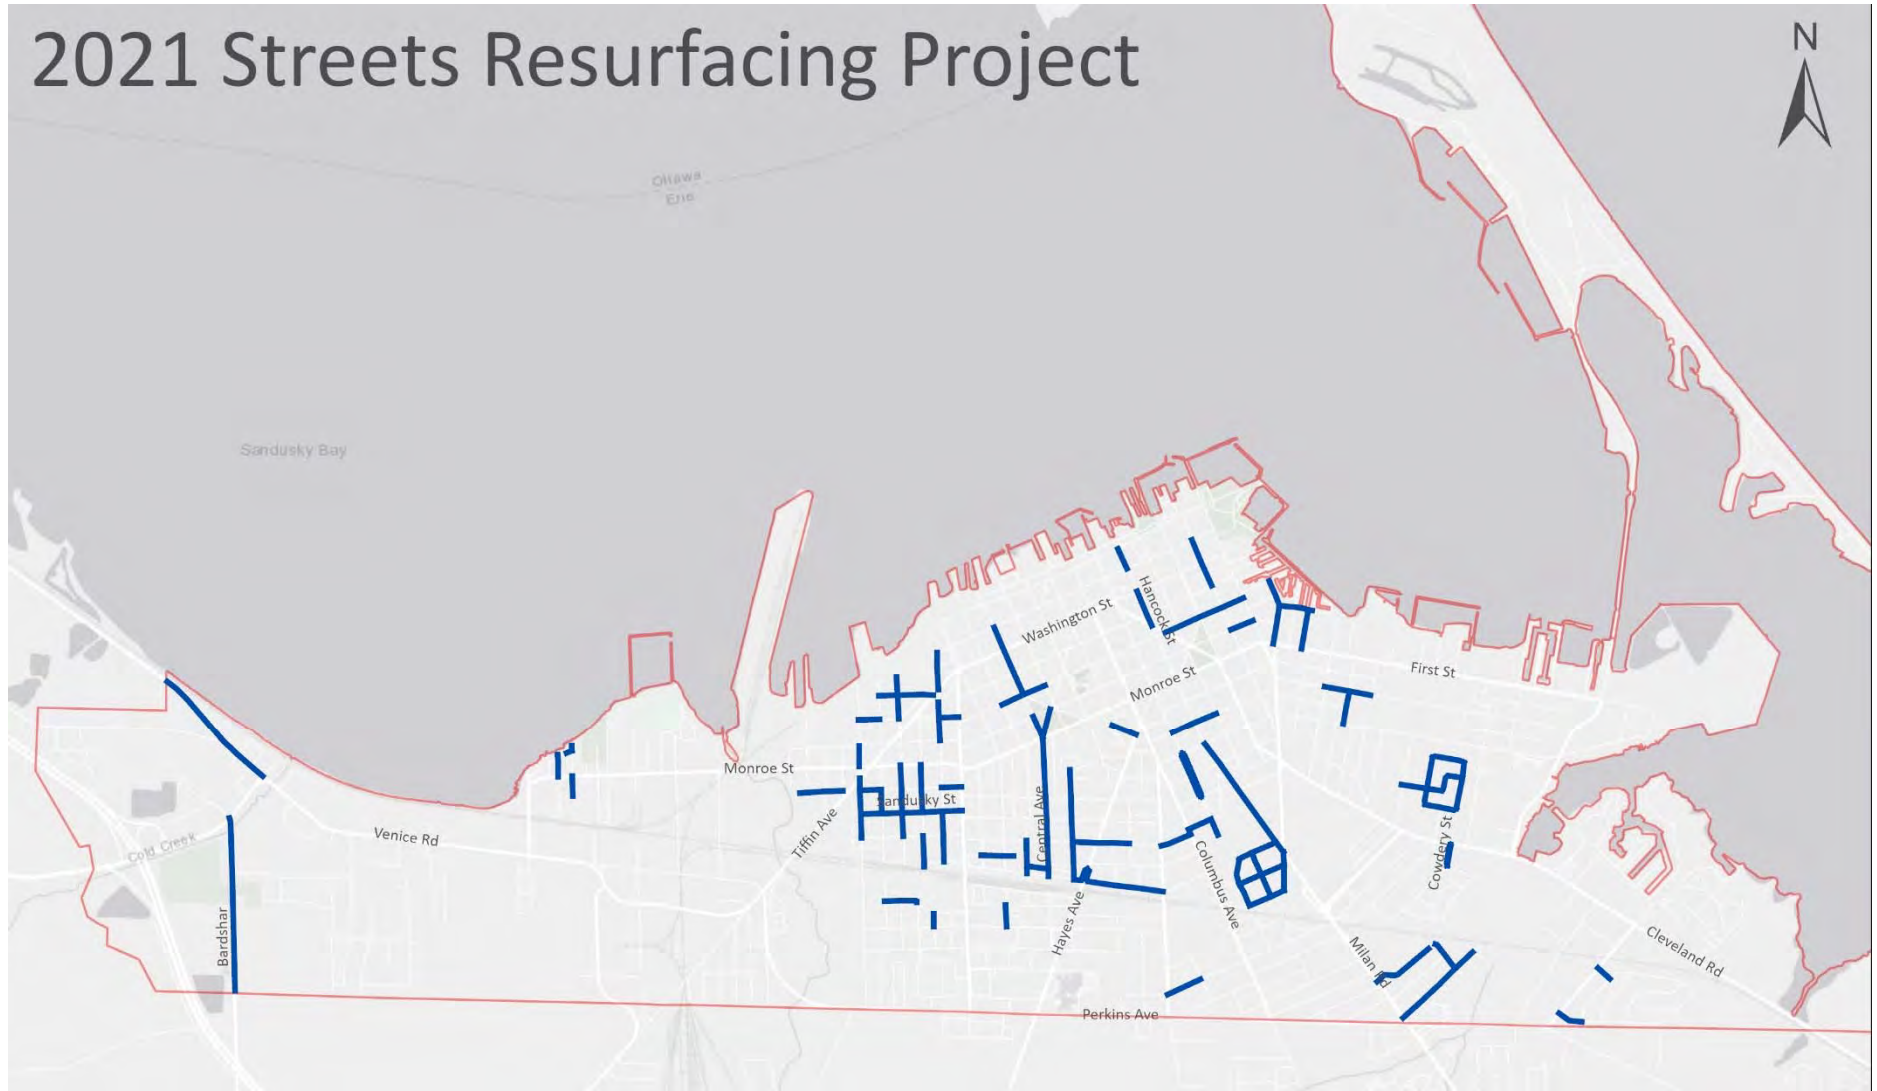 2021 Streets Resurfacing Project
N
Ottawa
Erie
Sandusky Bay
Hancock St
Washington St
First St
Monroe St
Monroe St
Sandusky St
Central Ave
Tiffin Ave
Venice Rd
Cold Creek
Cowdery St
Columbus Ave
Hayes Ave
Bardshar
Milan Rd
Cleveland Rd
Perkins Ave